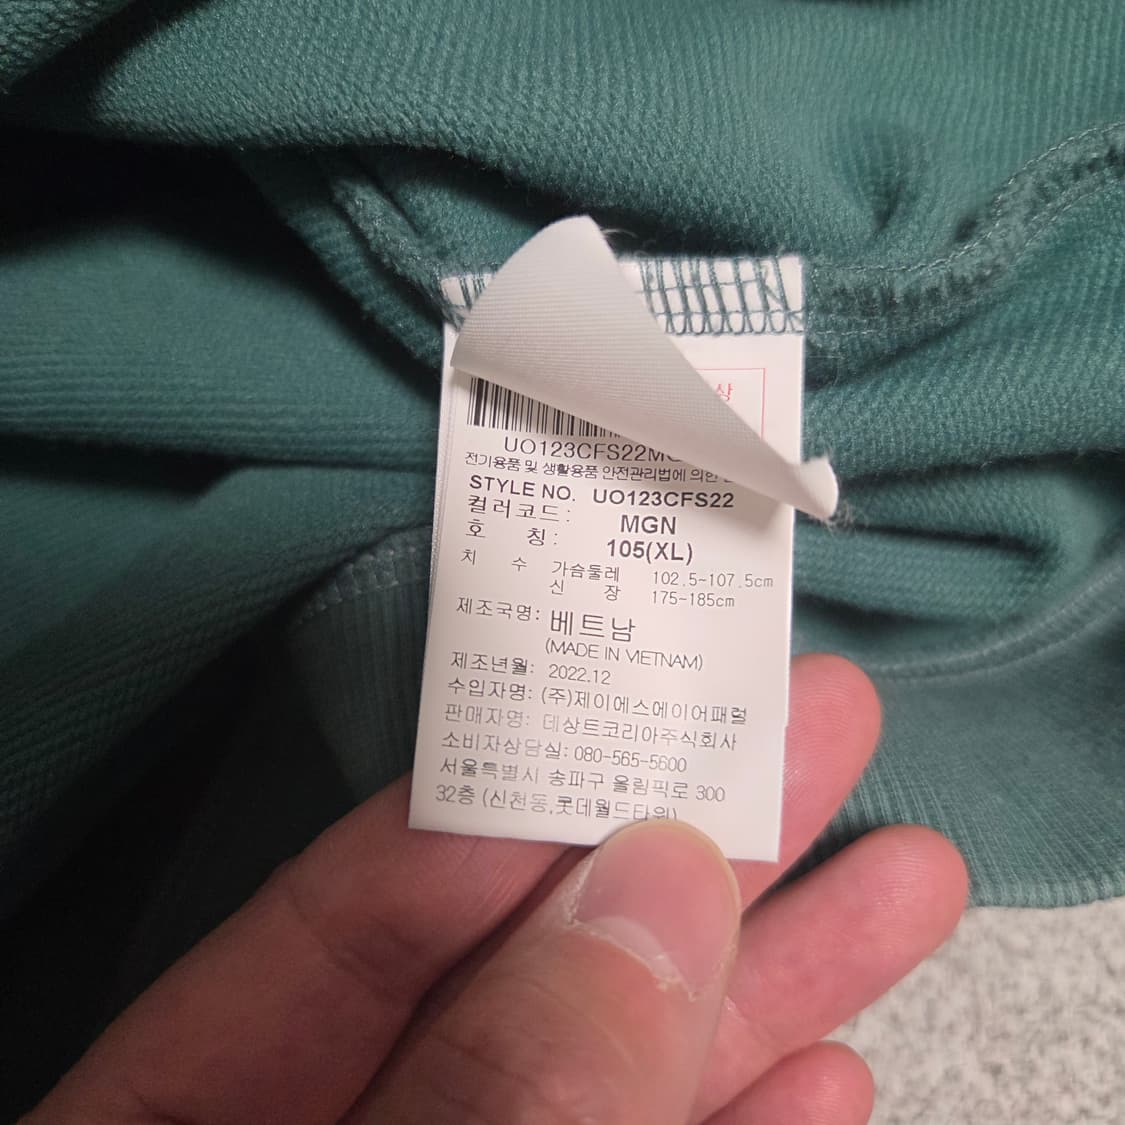 상
UO123CFS22MG
전기용품 및 생활용품 안전관리법에 의한
STYLE NO. UO123CFS22
컬러코드: MGN
호 칭: 105(XL)
치 수 가슴둘레 102.5~107.5cm
신 장 175-185cm
제조국명: 베트남
(MADE IN VIETNAM)
제조년월: 2022.12
수입자명: (주)제이에스에이어패럴
판매자명: 데상트코리아주식회사
소비자상담실: 080-565-5600
서울특별시 송파구 올림픽로 300
32층 (신천동,롯데월드타워)